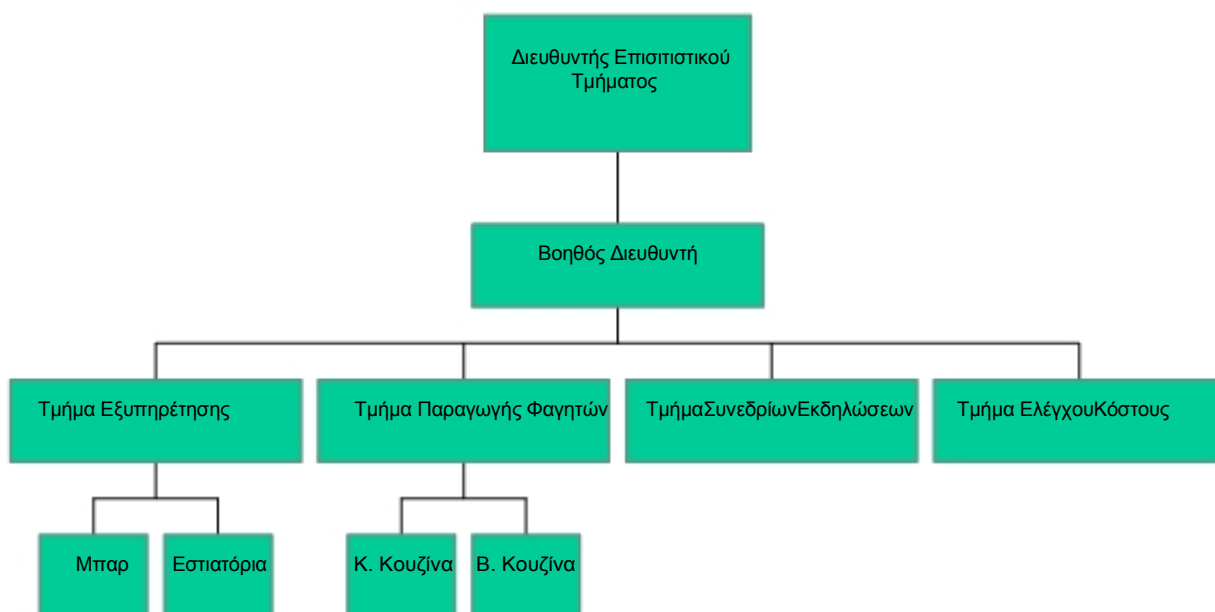 Διευθυντής Επισιτιστικού
Τμήματος
Βοηθός Διευθυντή
Τμήμα Εξυπηρέτησης
Τμήμα Παραγωγής Φαγητών
ΤμήμαΣυνεδρίωνΕκδηλώσεων
Τμήμα ΕλέγχουΚόστους
Μπαρ
Εστιατόρια
Κ. Κουζίνα
Β. Κουζίνα